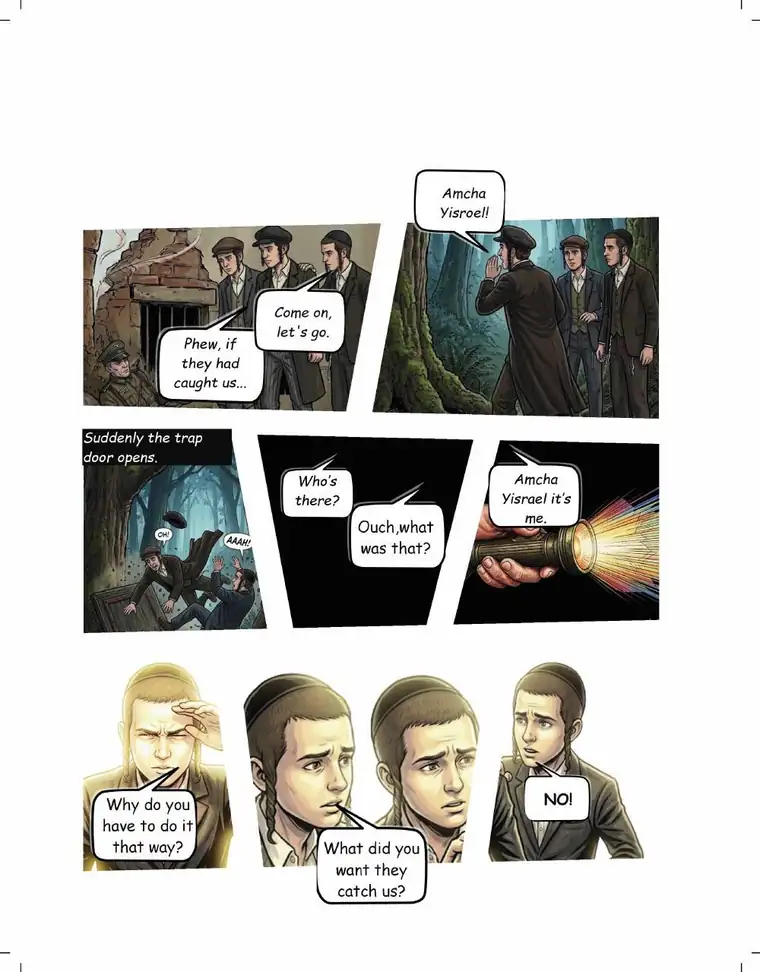 Phew, if
they had
caught us...
Come on,
let's go.
Amcha
Yisroel!
Suddenly the trap
door opens.
OH!
AAAH!
Who's
there?
Ouch,what
was that?
Amcha
Yisrael it's
me.
Why do you
have to do it
that way?
What did you
want they
catch us?
NO!